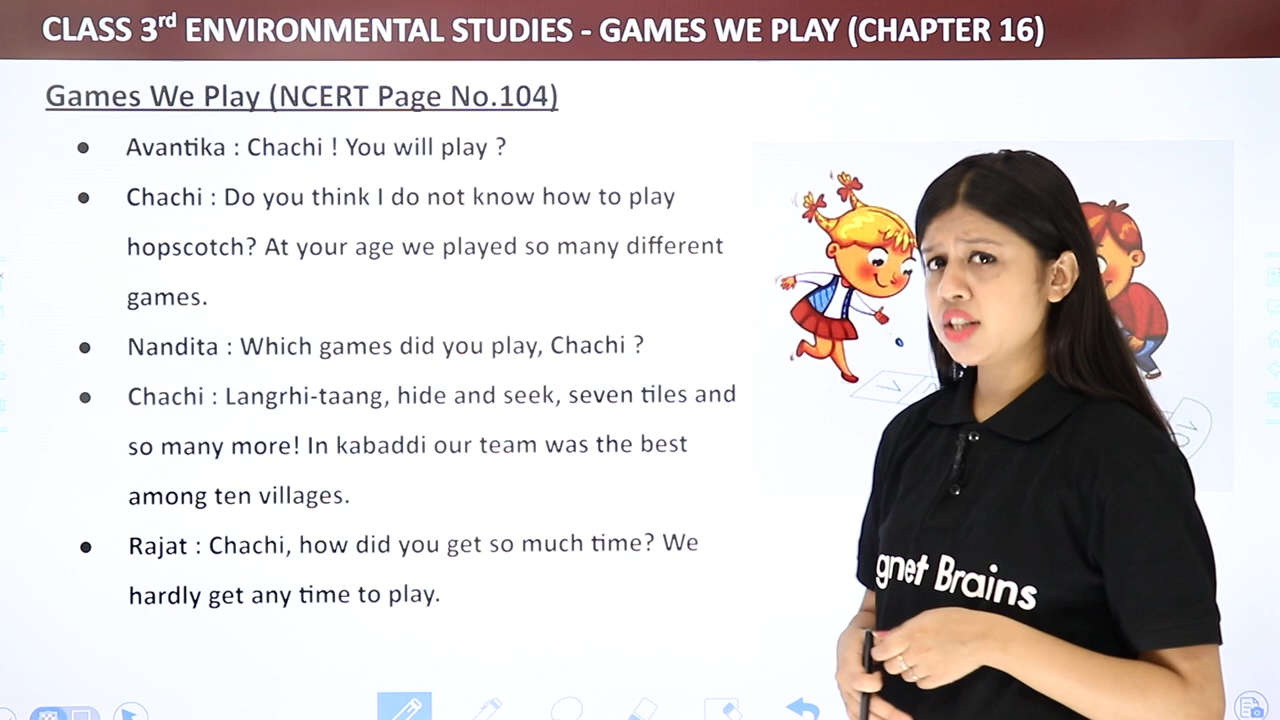 CLASS 3rd ENVIRONMENTAL STUDIES - GAMES WE PLAY (CHAPTER 16)
Games We Play (NCERT Page No.104)
Avantika : Chachi ! You will play ?
Chachi : Do you think I do not know how to play
hopscotch? At your age we played so many different
games.
Nandita : Which games did you play, Chachi ?
Chachi : Langrhi-taang, hide and seek, seven tiles and
so many more! In kabaddi our team was the best
among ten villages.
Rajat : Chachi, how did you get so much time? We
hardly get any time to play.
gnet Brains
10